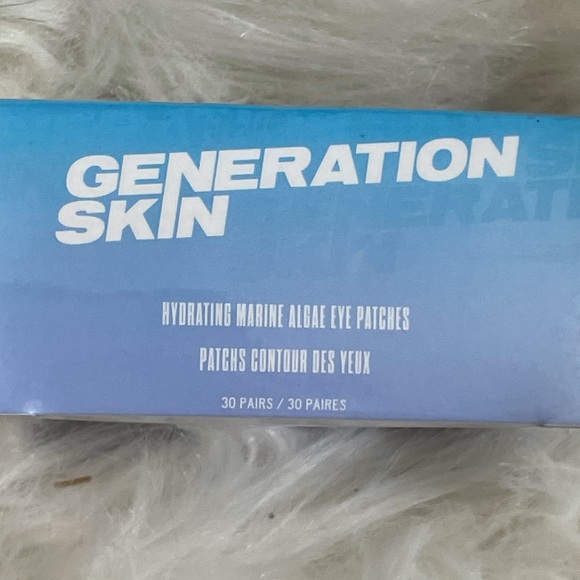 GENERATION
SKIN
HYDRATING MARINE ALGAE EYE PATCHES
PATCHS CONTOUR DES YEUX
30 PAIRS / 30 PAIRES